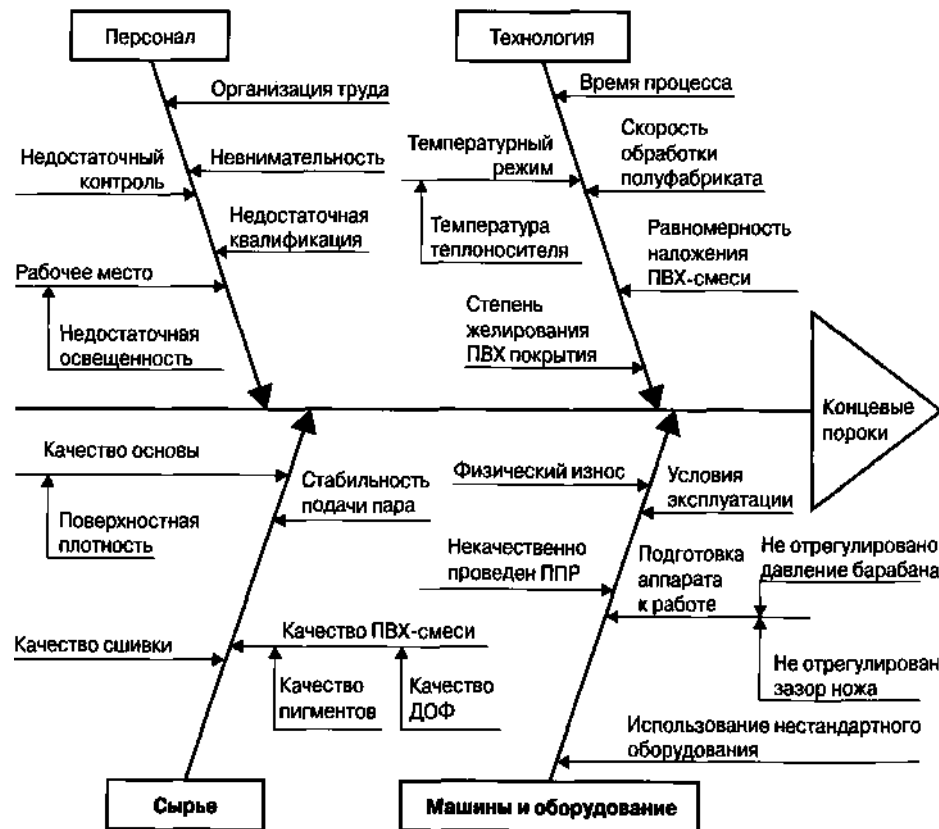 Персонал
Технология
Организация труда
Недостаточный
контроль
Невнимательность
Недостаточная
квалификация
Рабочее место
Недостаточная
освещенность
Время процесса
Температурный
режим
Скорость
обработки
полуфабриката
Температура
теплоносителя
Равномерность
наложения
ПВХ-смеси
Степень
желирования
ПВХ покрытия
Концевые
пороки
Качество основы
Поверхностная
плотность
Стабильность
подачи пара
Качество сшивки
Качество ПВХ-смеси
Качество
пигментов
Качество
ДОФ
Физический износ
Условия
эксплуатации
Некачественно
проведен ППР
Подготовка
аппарата
к работе
Не отрегулировано
давление барабана
Не отрегулирован
зазор ножа
Использование нестандартного
оборудования
Сырье
Машины и оборудование